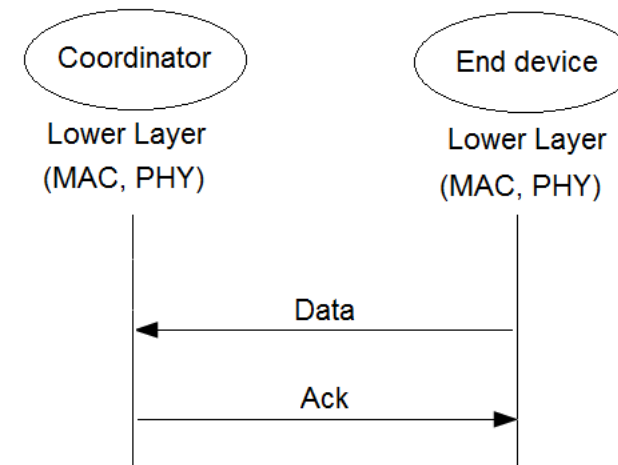 Coordinator
End device
Lower Layer
(MAC, PHY)
Lower Layer
(MAC, PHY)
Data
Ack